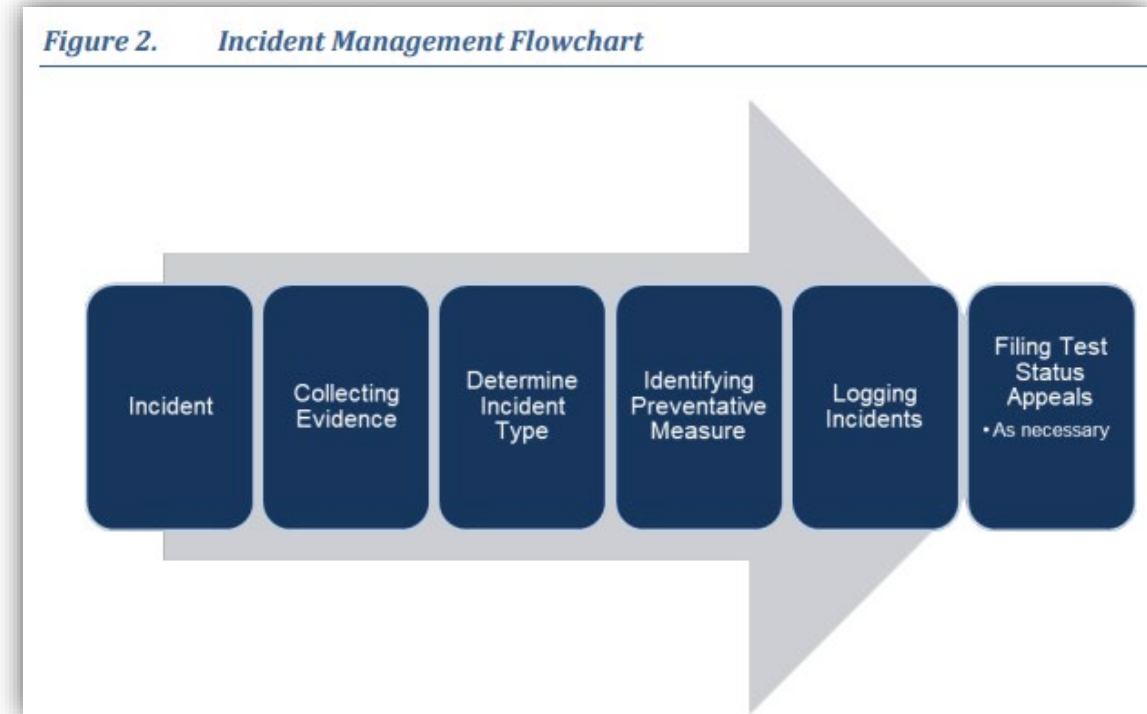 Figure 2. Incident Management Flowchart
Incident
Collecting
Evidence
Determine
Incident
Type
Identifying
Preventative
Measure
Logging
Incidents
Filing Test
Status
Appeals
• As necessary